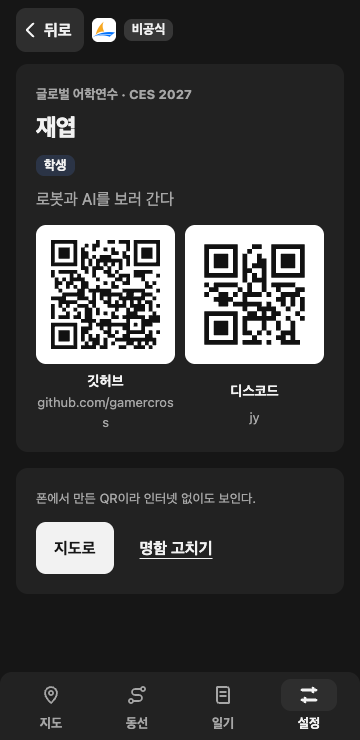 뒤로
비공식
글로벌 어학연수 · CES 2027
재엽
학생
로봇과 AI를 보러 간다
깃허브
github.com/gamercros
s
디스코드
jy
폰에서 만든 QR이라 인터넷 없이도 보인다.
지도로
명함 고치기
지도
동선
일기
설정